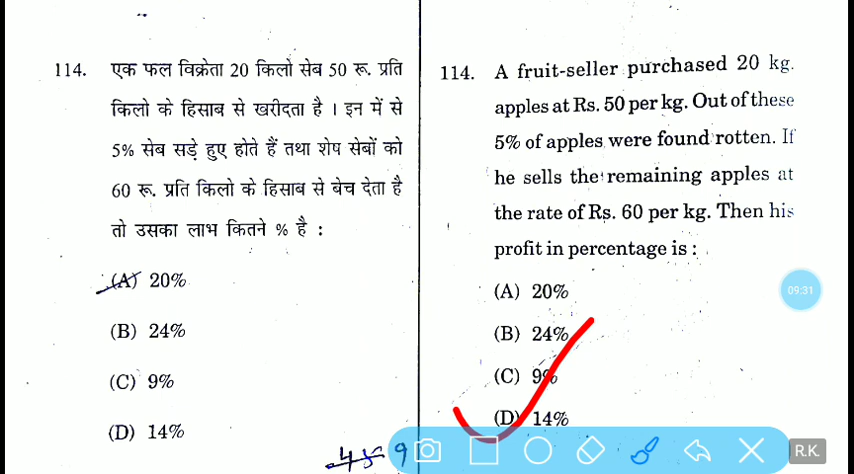 114. एक फल विक्रेता 20 किलो सेब 50 रू. प्रति
किलो के हिसाब से खरीदता है । इन में से
5% सेब सड़े हुए होते हैं तथा शेष सेबों को
60 रू. प्रति किलो के हिसाब से बेच देता है
तो उसका लाभ कितने % है :
(A) 20%
(B) 24%
(C) 9%
(D) 14%
114. A fruit-seller purchased 20 kg.
apples at Rs. 50 per kg. Out of these
5% of apples were found rotten. If
he sells the remaining apples at
the rate of Rs. 60 per kg. Then his
profit in percentage is :
(A) 20%
(B) 24%
(C) 9%
(D) 14%
09:31
R.K.